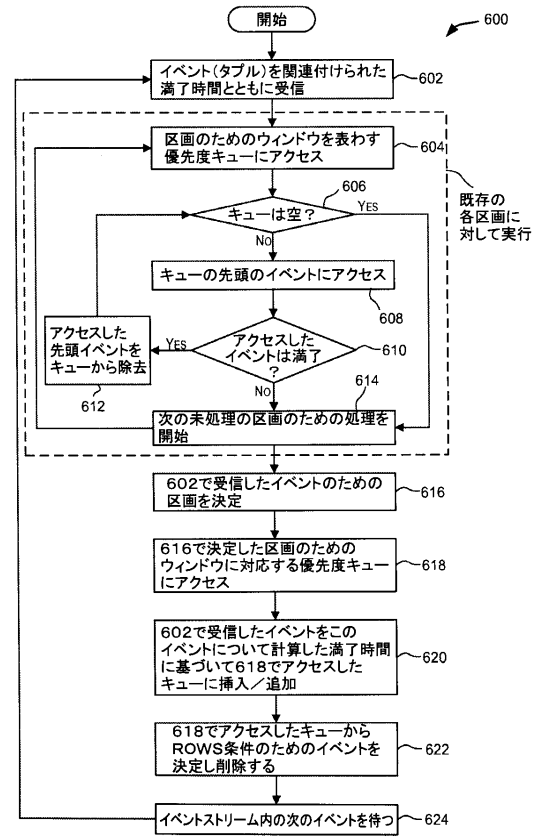 開始
600
イベント(タプル)を関連付けられた
満了時間とともに受信
602
区画のためのウィンドウを表わす
優先度キューにアクセス
604
606
キューは空?
YES
NO
既存の
各区画に
対して実行
キューの先頭のイベントにアクセス
608
アクセスした
イベントは満了
?
610
YES
NO
アクセスした
先頭イベントを
キューから除去
612
614
次の未処理の区画のための処理を
開始
602で受信したイベントのための
区画を決定
616
616で決定した区画のための
ウィンドウに対応する優先度キュー
にアクセス
618
602で受信したイベントをこの
イベントについて計算した満了時間
に基づいて618でアクセスした
キューに挿入/追加
620
618でアクセスしたキューから
ROWS条件のためのイベントを
決定し削除する
622
イベントストリーム内の次のイベントを待つ
624